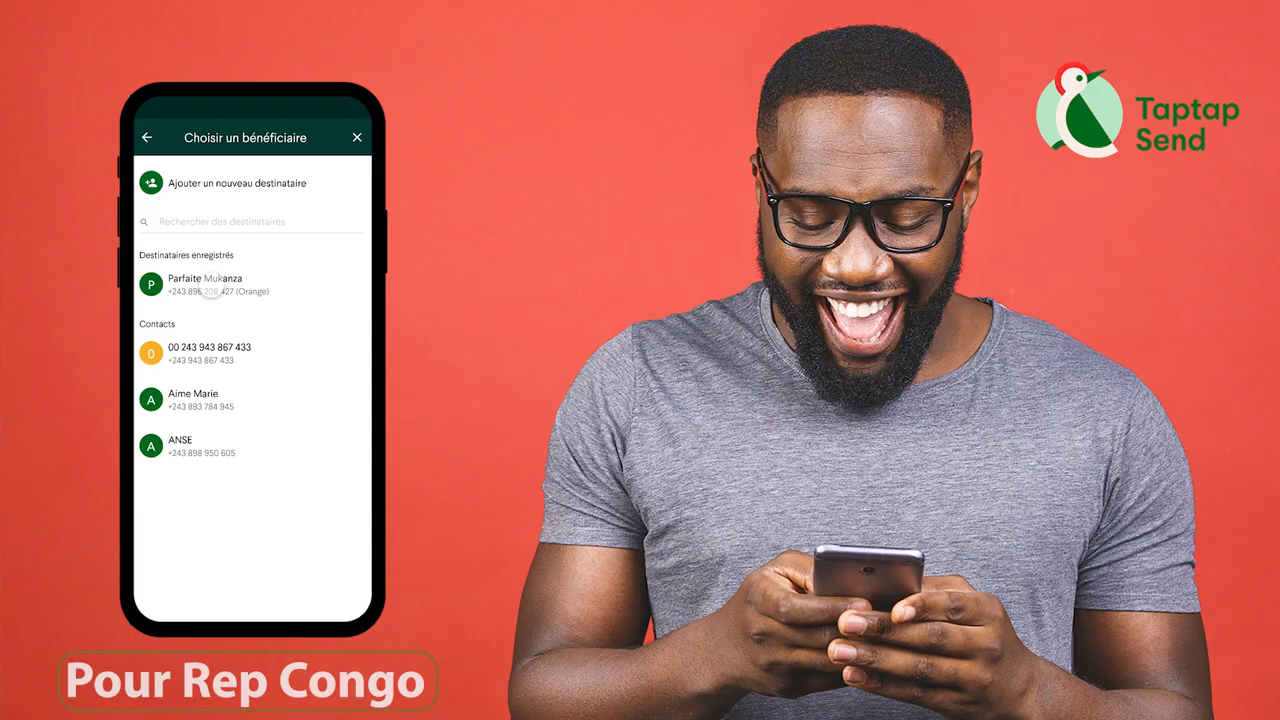 Choisir un bénéficiaire
Ajouter un nouveau destinataire
Rechercher des destinataires
Destinataires enregistrés
P
Parfaite Mukanza
+243 896 208 427 (Orange)
Contacts
0
00 243 943 867 433
+243 943 867 433
A
Aime Marie
+243 893 784 945
A
ANSE
+243 898 950 605
Pour Rep Congo
Taptap
Send